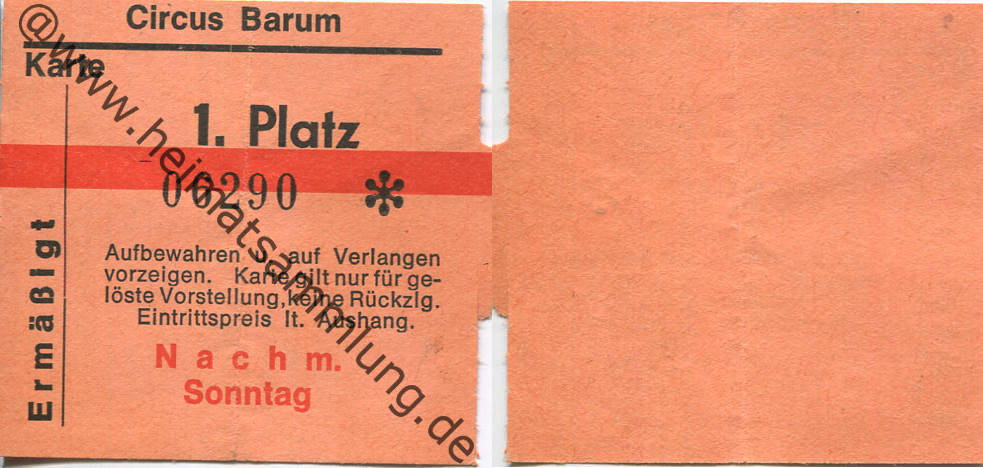 Circus Barum
Karte
1. Platz
06290 *
Ermäßigt
Aufbewahren u. auf Verlangen
vorzeigen. Karte gilt nur für ge-
löste Vorstellung, keine Rückzlg.
Eintrittspreis lt. Aushang.
Nachm.
Sonntag
@www.heimatsammlung.de